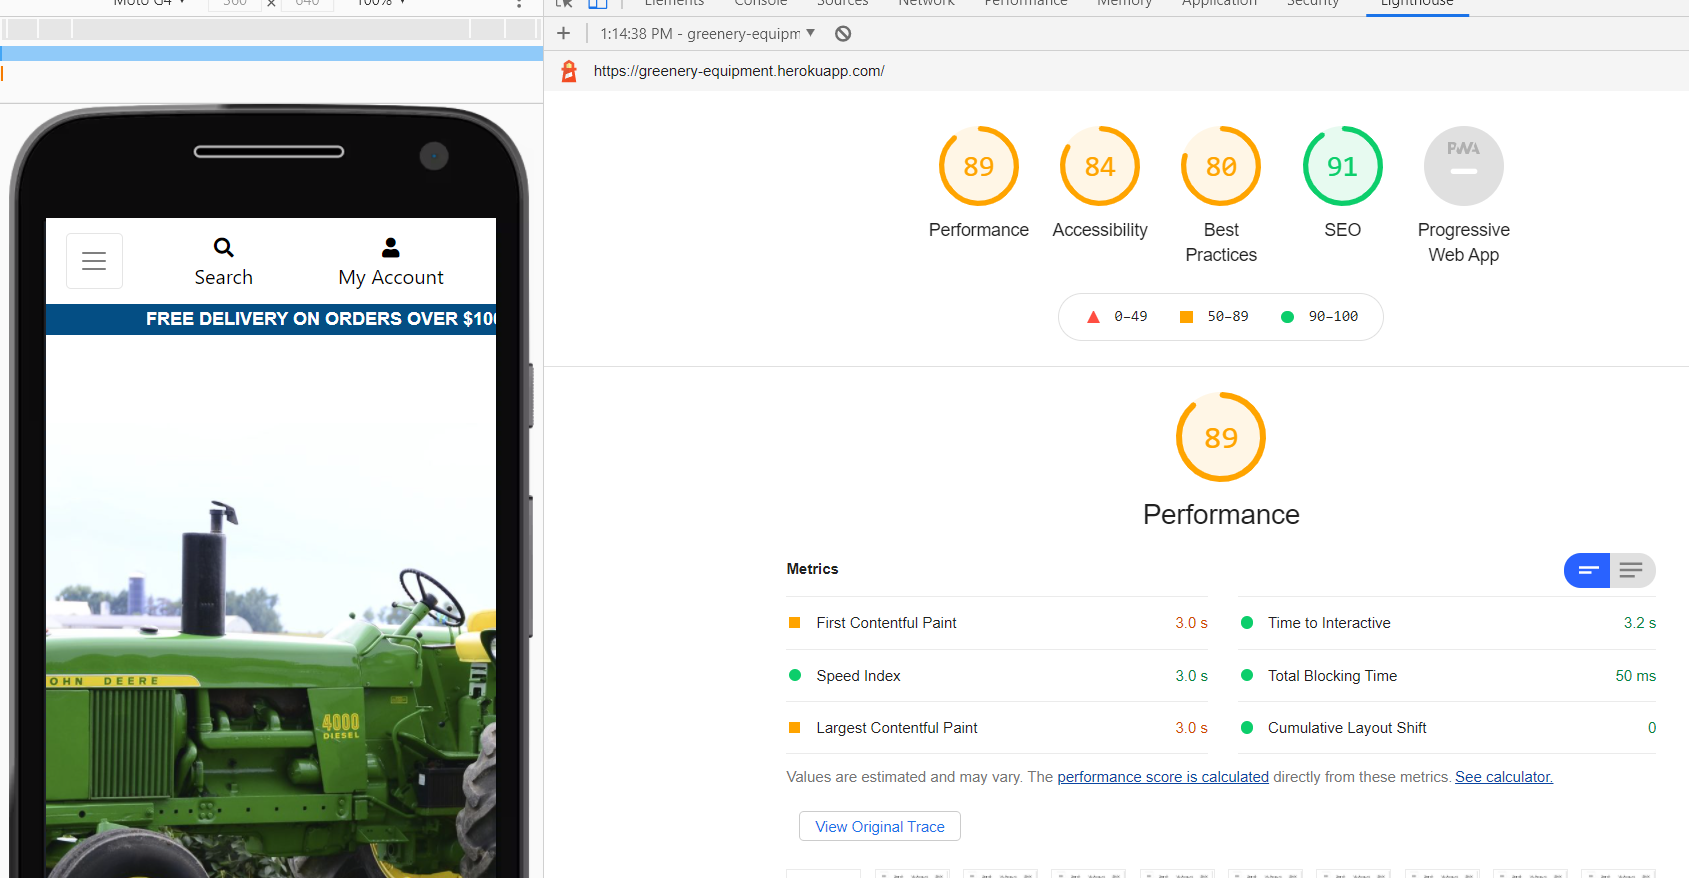 Moto G4 360 x 640 100%
Elements Console Sources Network Performance Memory Application Security Lighthouse
1:14:38 PM - greenery-equipm
https://greenery-equipment.herokuapp.com/
89 84 80 91 PWA
Performance Accessibility Best Practices SEO Progressive Web App
0–49 50–89 90–100
89
Performance
Metrics
First Contentful Paint 3.0 s
Time to Interactive 3.2 s
Speed Index 3.0 s
Total Blocking Time 50 ms
Largest Contentful Paint 3.0 s
Cumulative Layout Shift 0
Values are estimated and may vary. The performance score is calculated directly from these metrics. See calculator.
View Original Trace
Search
My Account
FREE DELIVERY ON ORDERS OVER $100
OHN DEERE
4000
DIESEL